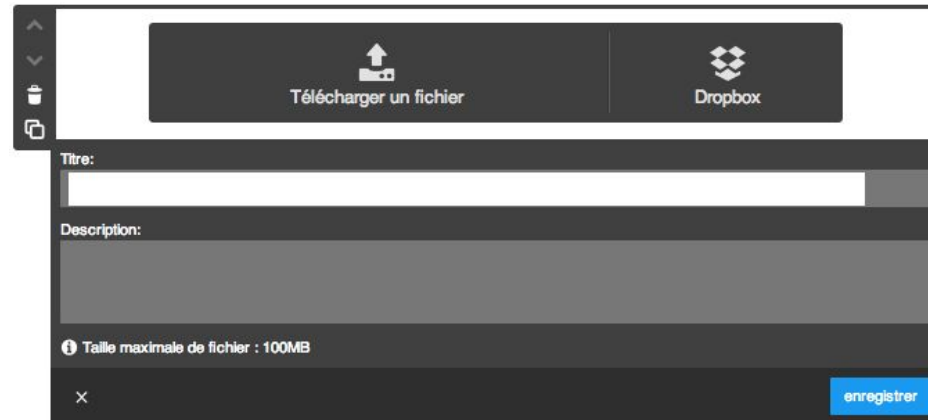 Télécharger un fichier
Dropbox
Titre:
Description:
Taille maximale de fichier : 100MB
enregistrer